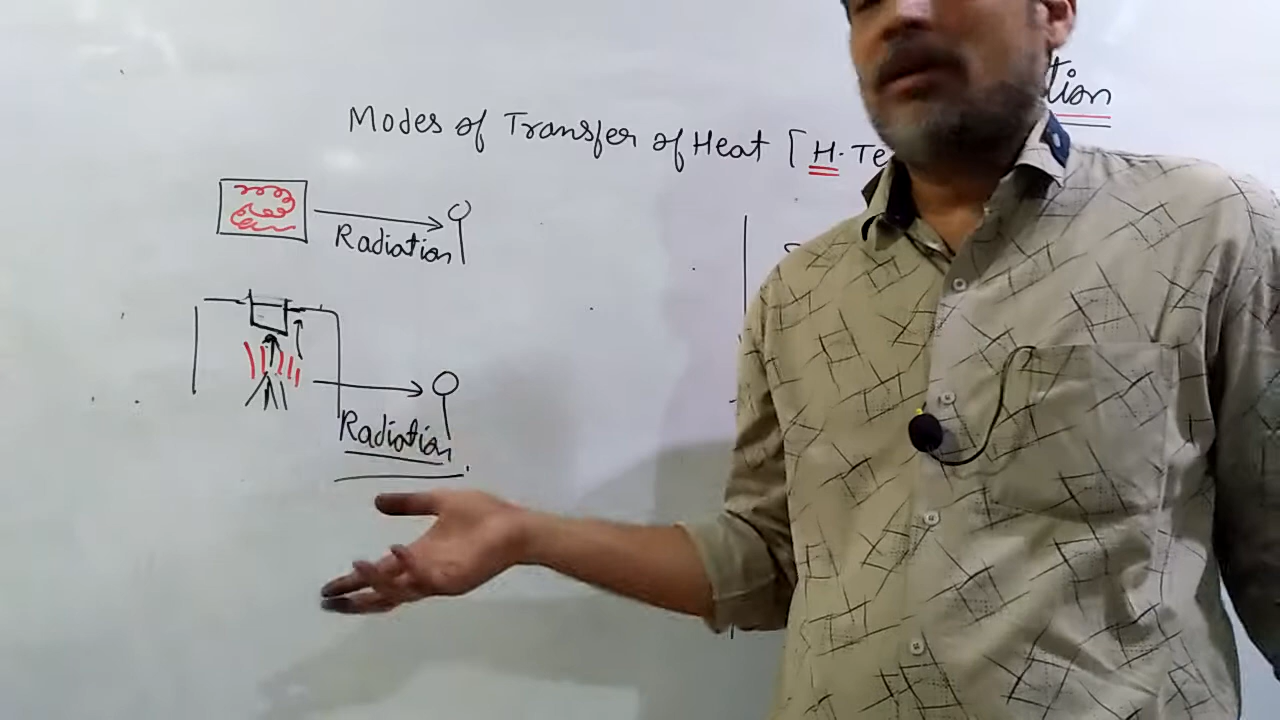 tion
Modes of Transfer of Heat [H. Te
Radiation
Radiation